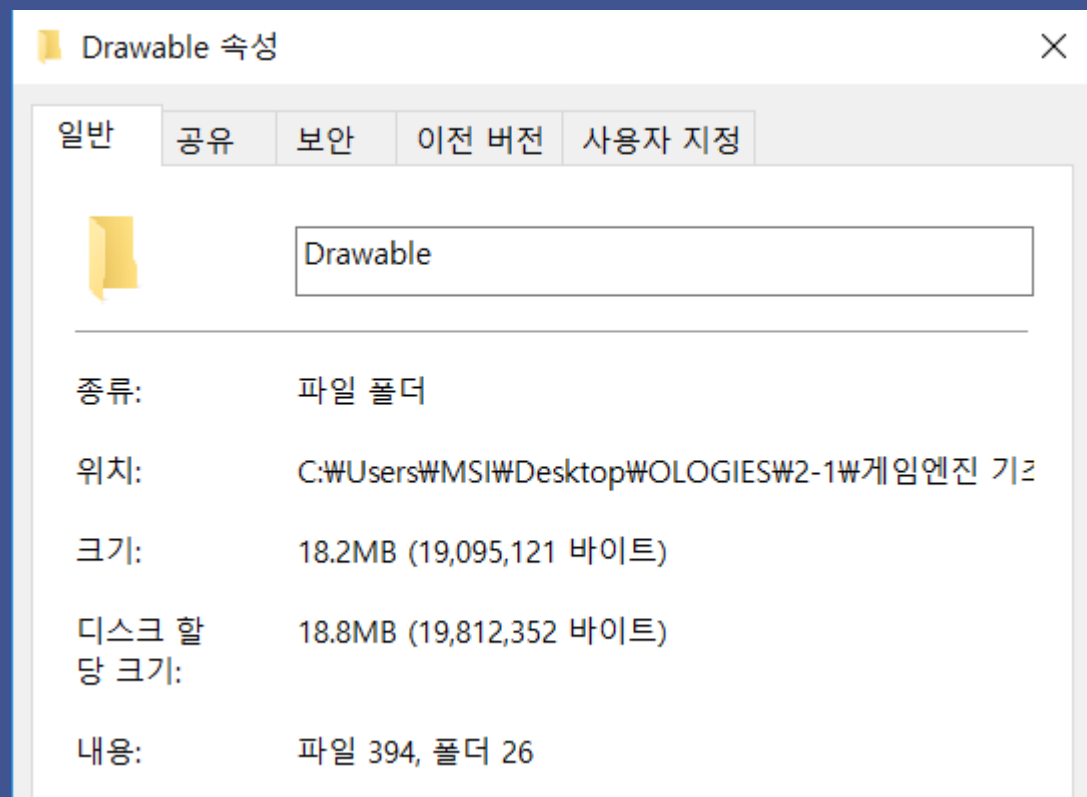 Drawable 속성
일반 공유 보안 이전 버전 사용자 지정
Drawable
종류: 파일 폴더
위치: C:₩Users₩MSI₩Desktop₩OLOGIES₩2-1₩게임엔진
크기: 18.2MB (19,095,121 바이트)
디스크 할 18.8MB (19,812,352 바이트)
당 크기:
내용: 파일 394, 폴더 26